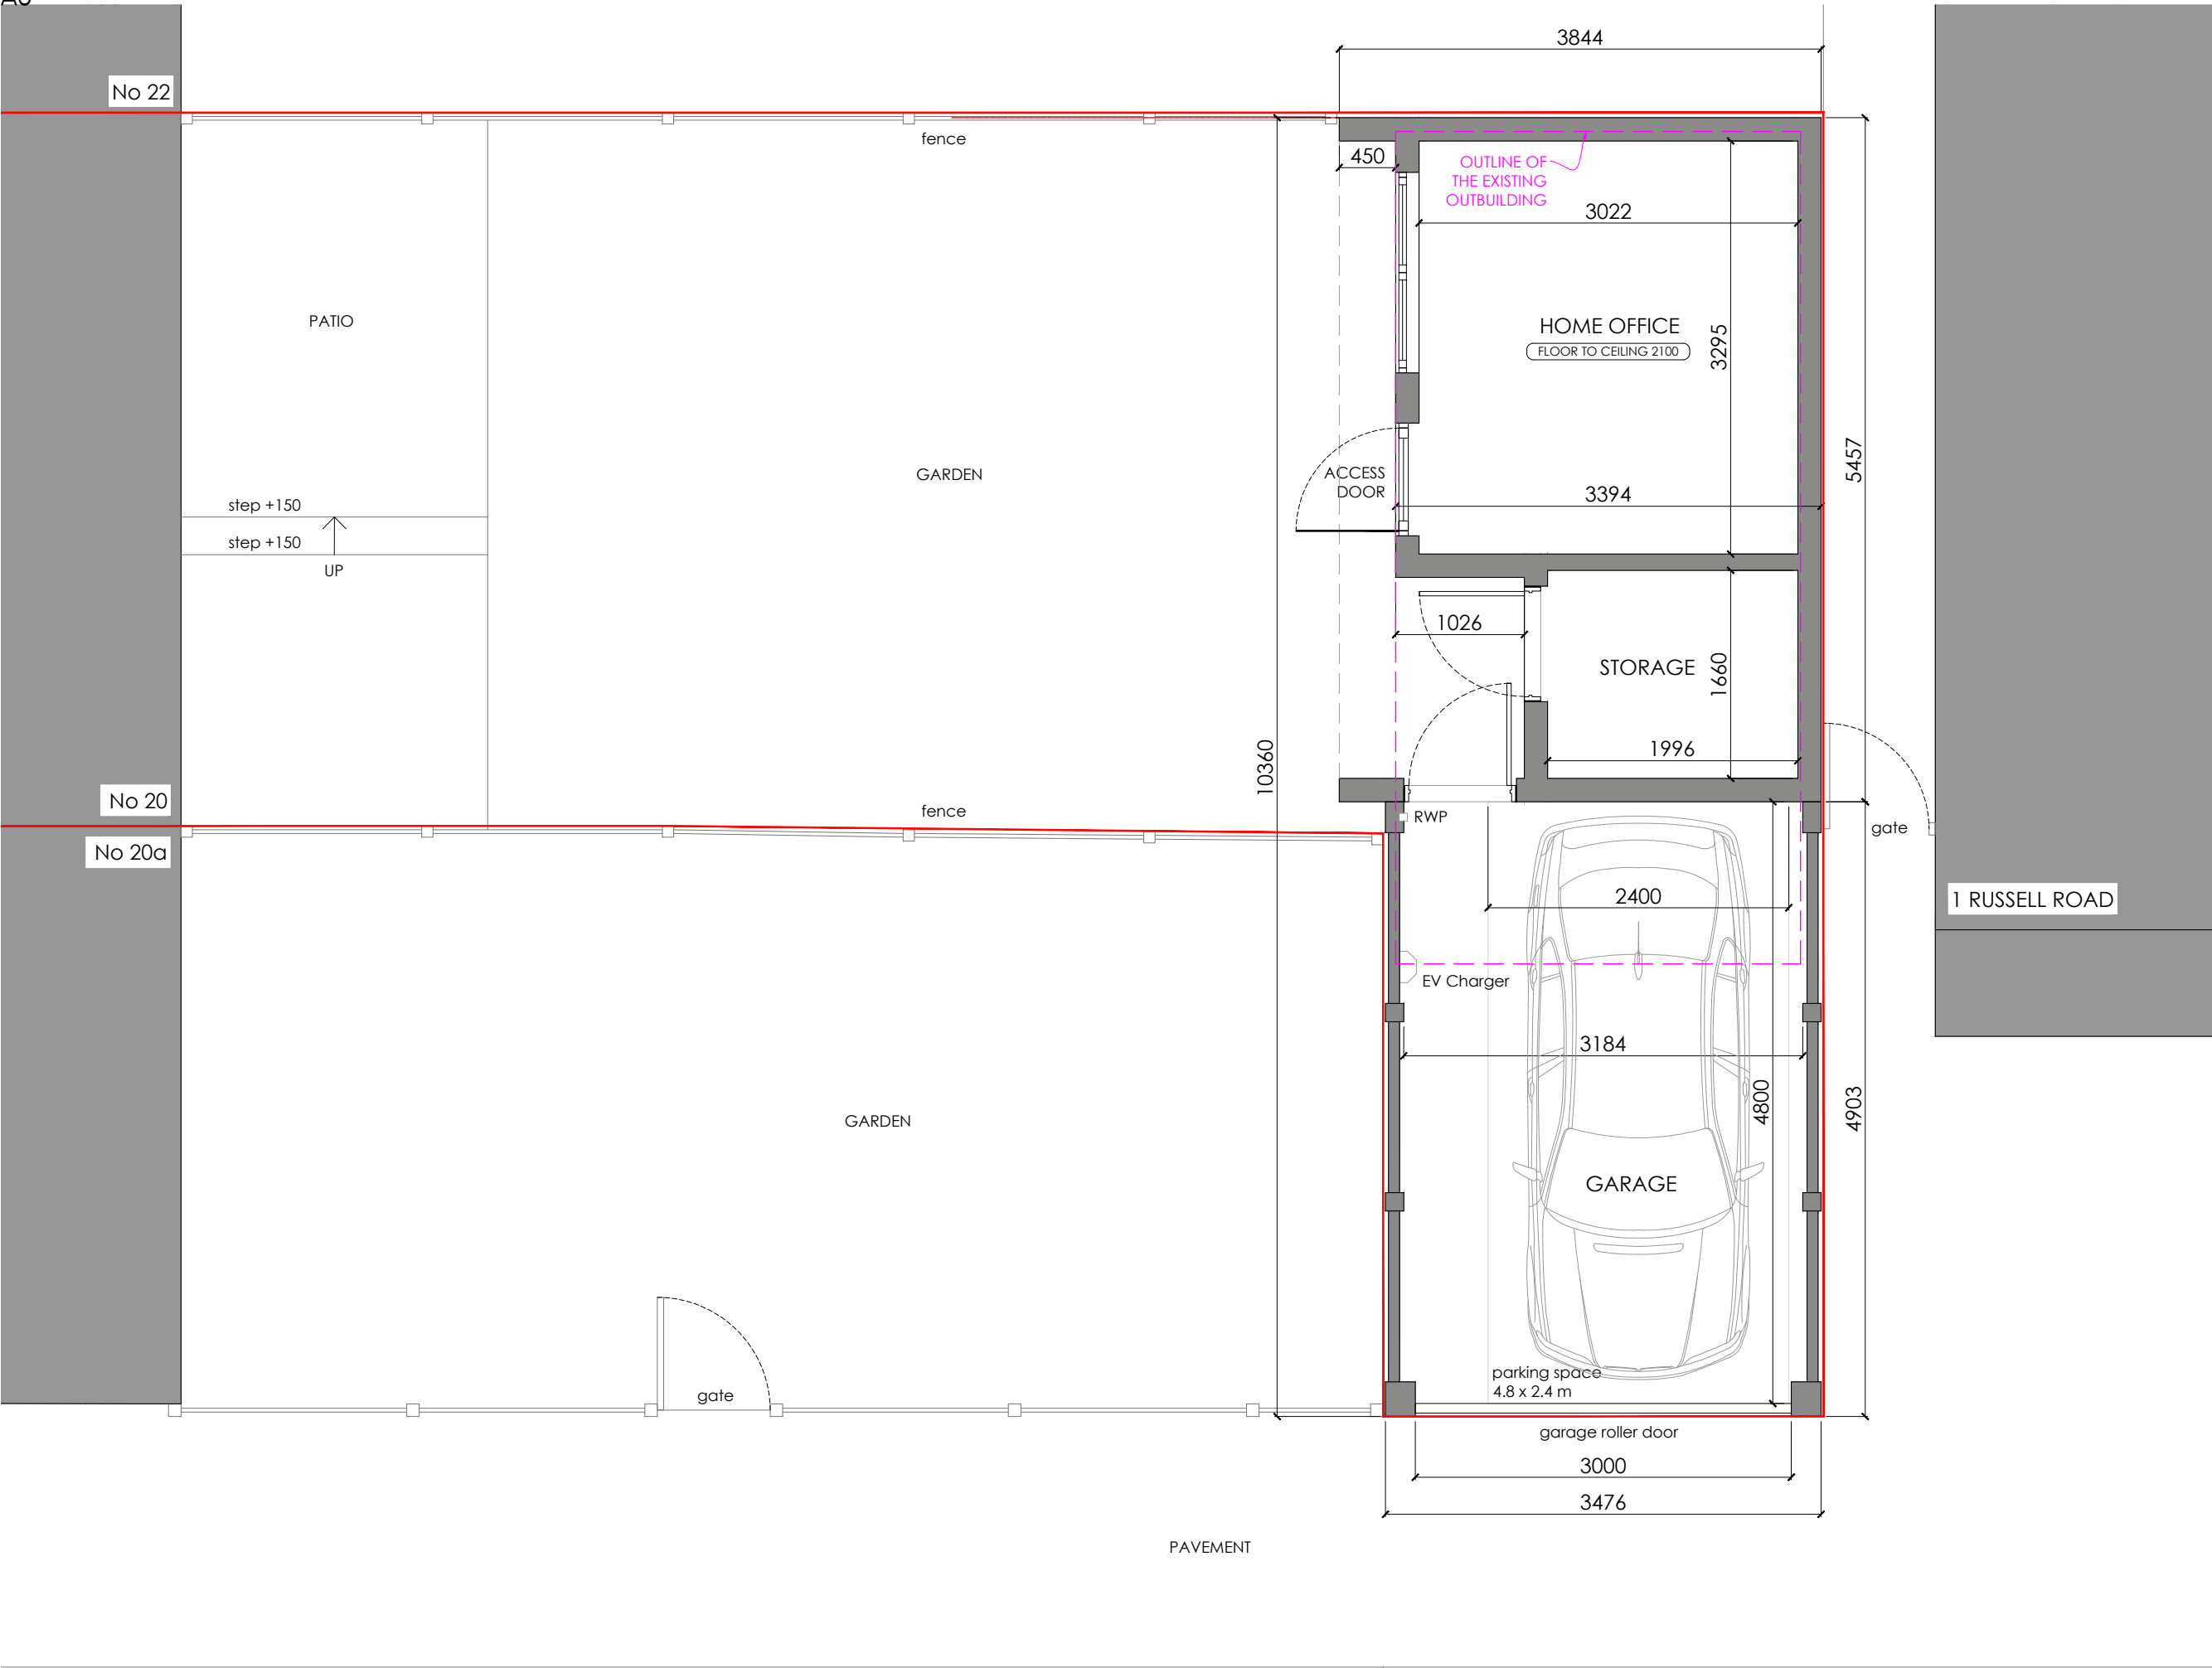 3844
No 22
fence
450
OUTLINE OF
THE EXISTING
OUTBUILDING
3022
PATIO
HOME OFFICE
FLOOR TO CEILING 2100
3295
5457
GARDEN
ACCESS
DOOR
3394
step +150
step +150
UP
1026
STORAGE
1660
1996
10360
No 20
fence
RWP
gate
No 20a
2400
1 RUSSELL ROAD
EV Charger
3184
4800
4903
GARDEN
GARAGE
parking space
4.8 x 2.4 m
gate
garage roller door
3000
3476
PAVEMENT